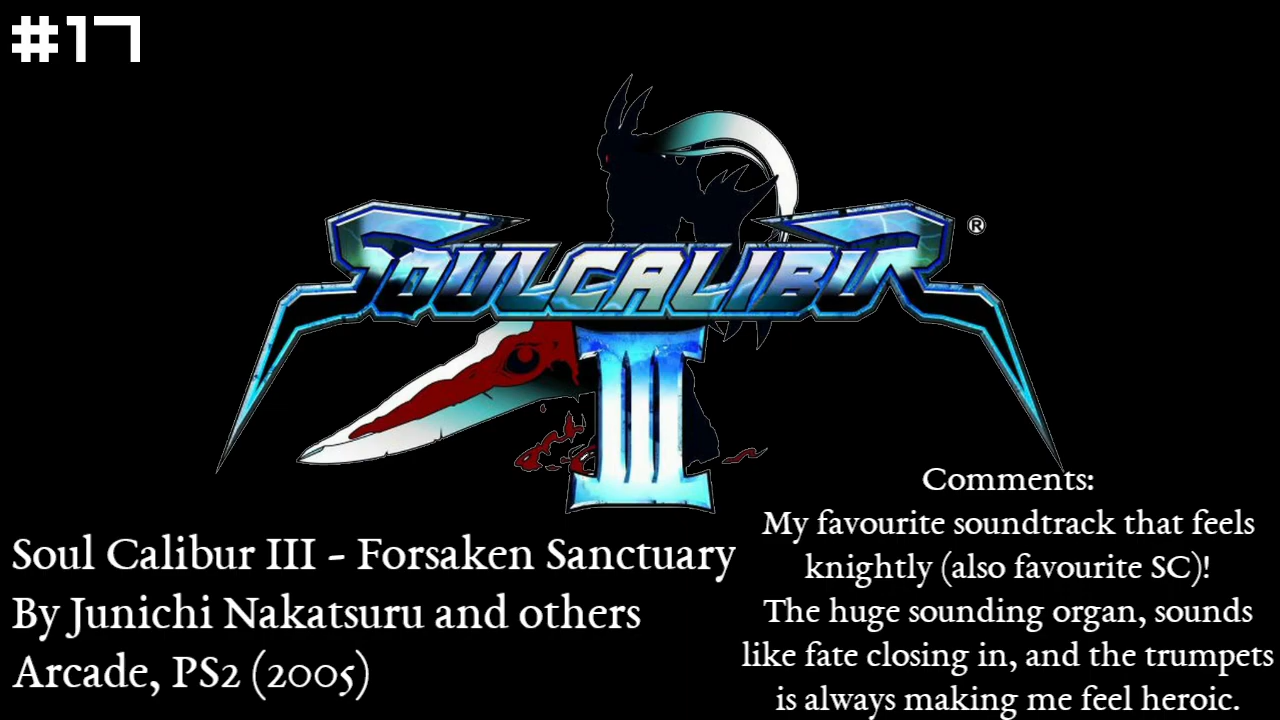 #17
SOULCALIBUR ®
III
Comments:
My favourite soundtrack that feels
knightly (also favourite SC)!
The huge sounding organ, sounds
like fate closing in, and the trumpets
is always making me feel heroic.
Soul Calibur III - Forsaken Sanctuary
By Junichi Nakatsuru and others
Arcade, PS2 (2005)